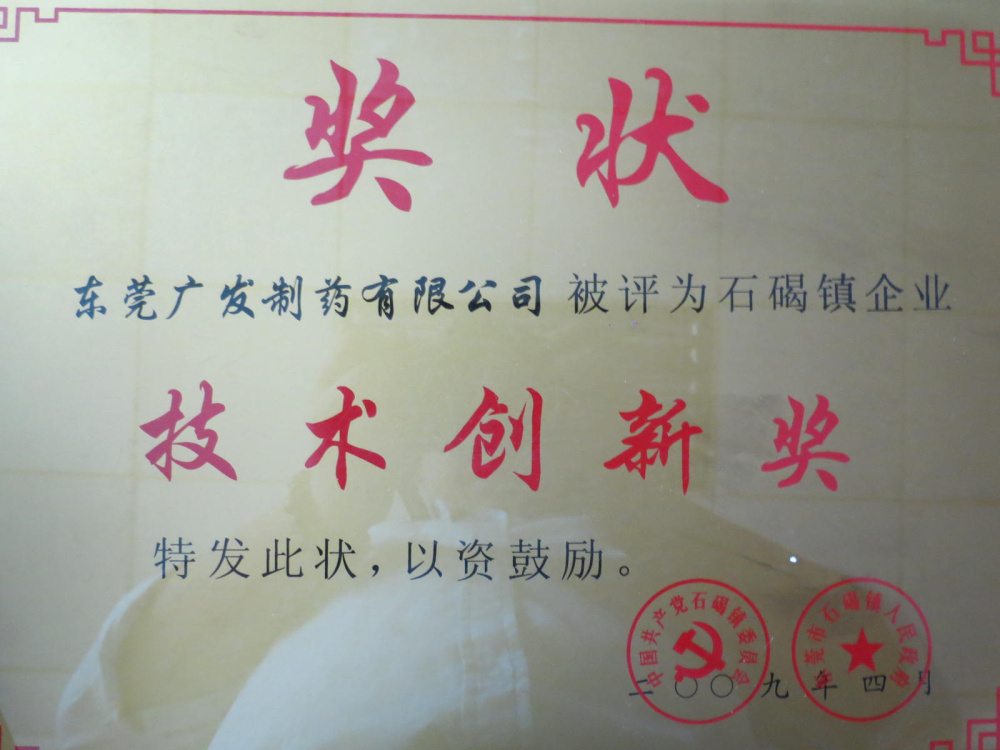 奖状
东莞广发制药有限公司 被评为石碣镇企业
技术创新奖
特发此状，以资鼓励。
中国共产党石碣镇委员会
东莞市石碣镇人民政府
二〇〇九年四月